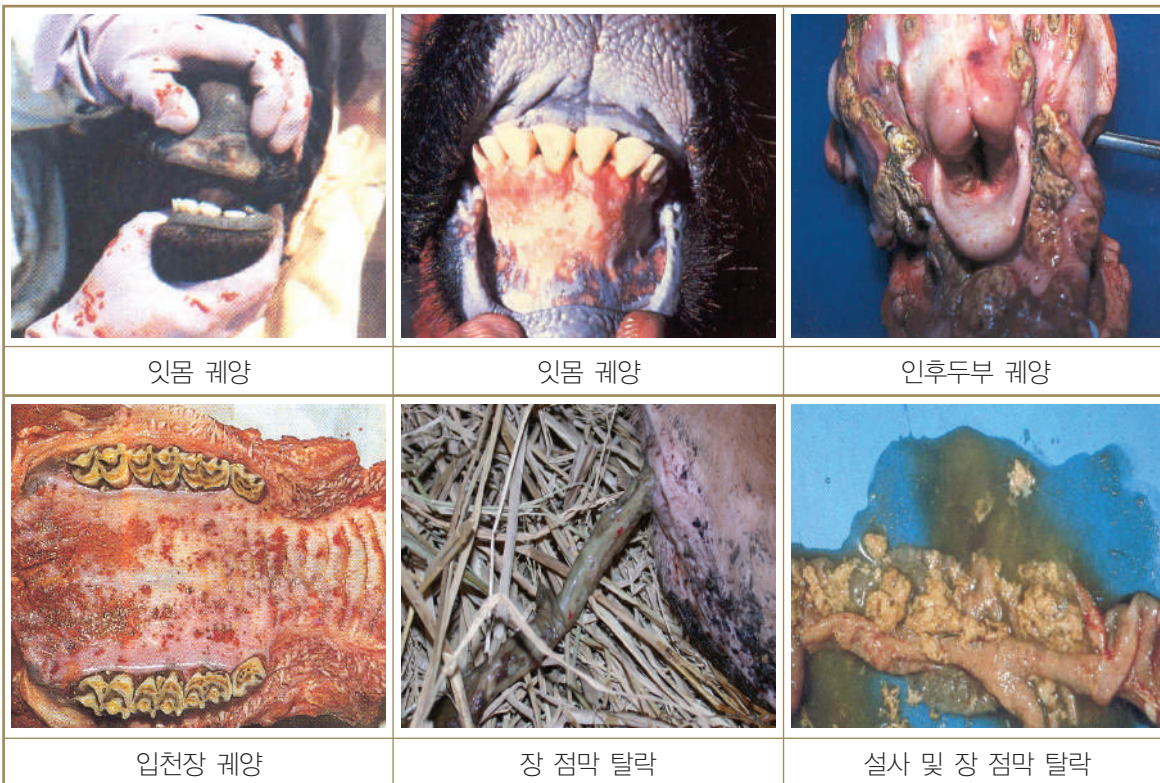 잇몸 궤양
잇몸 궤양
인후두부 궤양
입천장 궤양
장 점막 탈락
설사 및 장 점막 탈락